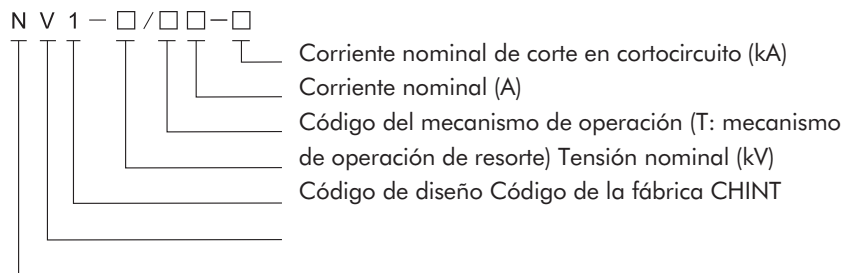 NV1-□/□□-□
Corriente nominal de corte en cortocircuito (kA)
Corriente nominal (A)
Código del mecanismo de operación (T: mecanismo
de operación de resorte) Tensión nominal (kV)
Código de diseño Código de la fábrica CHINT